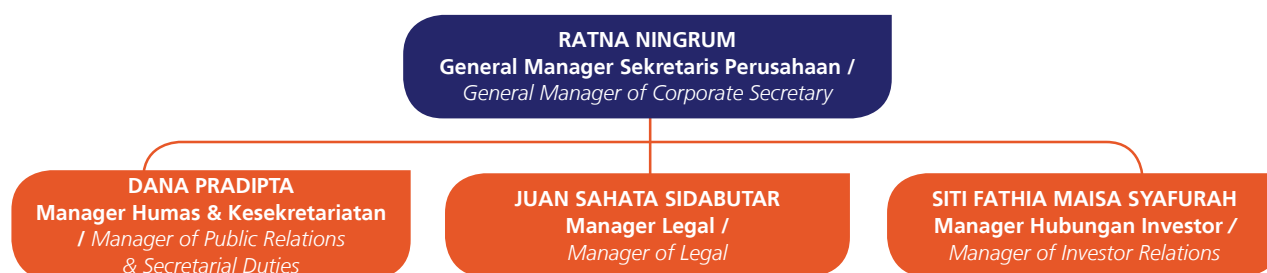 RATNA NINGRUM
General Manager Sekretaris Perusahaan /
General Manager of Corporate Secretary
DANA PRADIPTA
Manager Humas & Kesekretariatan
/ Manager of Public Relations
& Secretarial Duties
JUAN SAHATA SIDABUTAR
Manager Legal /
Manager of Legal
SITI FATHIA MAISA SYAFURAH
Manager Hubungan Investor /
Manager of Investor Relations